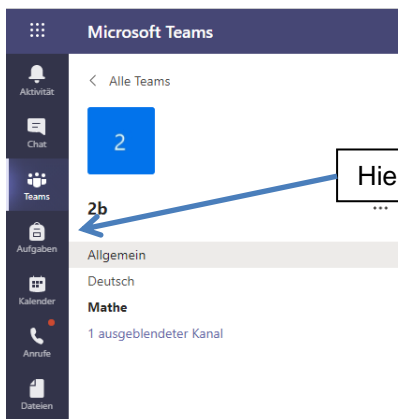 Microsoft Teams
Aktivität
Chat
Teams
Aufgaben
Kalender
Anrufe
Dateien
Alle Teams
2
2b
Allgemein
Deutsch
Mathe
1 ausgeblendeter Kanal
Hie